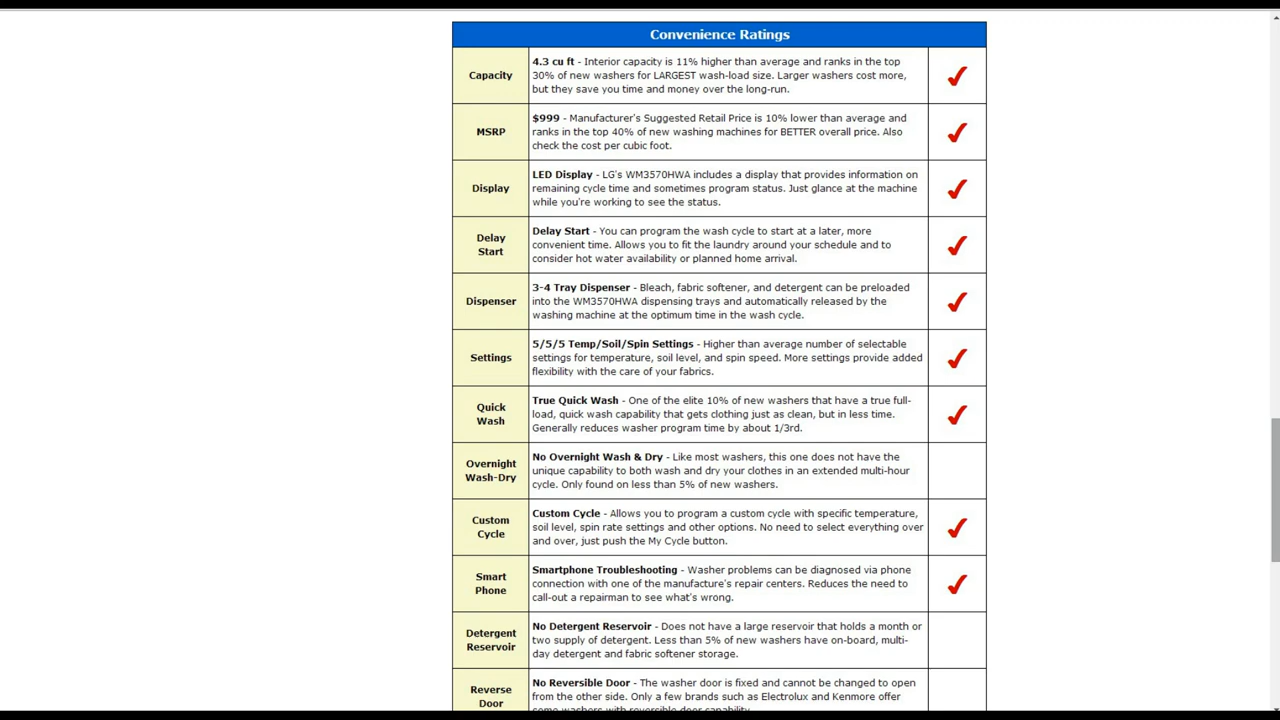 Convenience Ratings
Capacity
4.3 cu ft - Interior capacity is 11% higher than average and ranks in the top
30% of new washers for LARGEST wash-load size. Larger washers cost more,
but they save you time and money over the long-run.
MSRP
$999 - Manufacturer's Suggested Retail Price is 10% lower than average and
ranks in the top 40% of new washing machines for BETTER overall price. Also
check the cost per cubic foot.
Display
LED Display - LG's WM3570HWA includes a display that provides information on
remaining cycle time and sometimes program status. Just glance at the machine
while you're working to see the status.
Delay
Start
Delay Start - You can program the wash cycle to start at a later, more
convenient time. Allows you to fit the laundry around your schedule and to
consider hot water availability or planned home arrival.
Dispenser
3-4 Tray Dispenser - Bleach, fabric softener, and detergent can be preloaded
into the WM3570HWA dispensing trays and automatically released by the
washing machine at the optimum time in the wash cycle.
Settings
5/5/5 Temp/Soil/Spin Settings - Higher than average number of selectable
settings for temperature, soil level, and spin speed. More settings provide added
flexibility with the care of your fabrics.
Quick
Wash
True Quick Wash - One of the elite 10% of new washers that have a true full-
load, quick wash capability that gets clothing just as clean, but in less time.
Generally reduces washer program time by about 1/3rd.
Overnight
Wash-Dry
No Overnight Wash & Dry - Like most washers, this one does not have the
unique capability to both wash and dry your clothes in an extended multi-hour
cycle. Only found on less than 5% of new washers.
Custom
Cycle
Custom Cycle - Allows you to program a custom cycle with specific temperature,
soil level, spin rate settings and other options. No need to select everything over
and over, just push the My Cycle button.
Smart
Phone
Smartphone Troubleshooting - Washer problems can be diagnosed via phone
connection with one of the manufacture's repair centers. Reduces the need to
call-out a repairman to see what's wrong.
Detergent
Reservoir
No Detergent Reservoir - Does not have a large reservoir that holds a month or
two supply of detergent. Less than 5% of new washers have on-board, multi-
day detergent and fabric softener storage.
Reverse
Door
No Reversible Door - The washer door is fixed and cannot be changed to open
from the other side. Only a few brands such as Electrolux and Kenmore offer
some washers with reversible door capability.